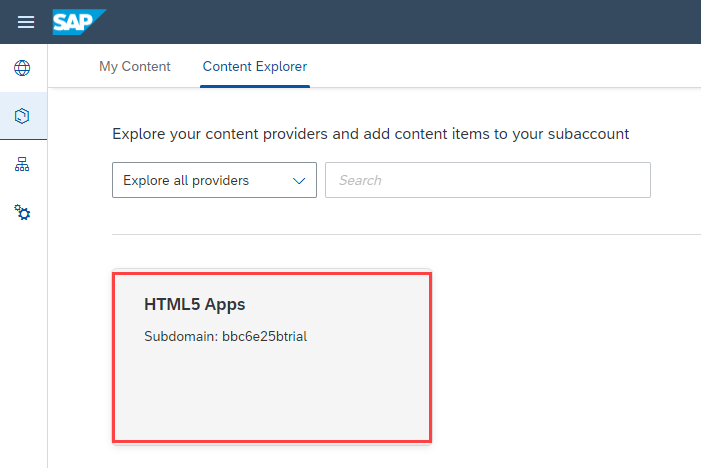 SAP
My Content
Content Explorer
Explore your content providers and add content items to your subaccount
Explore all providers
Search
HTML5 Apps
Subdomain: bbc6e25btrial